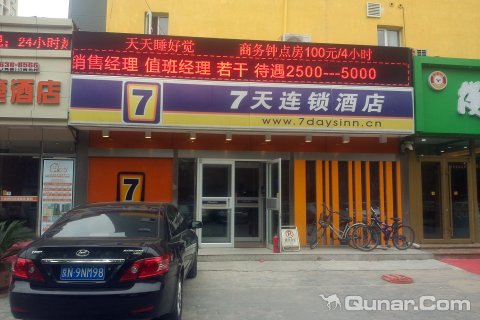 天天睡好觉 商务钟点房100元/4小时
销售经理 值班经理 若干 待遇2500---5000
7 7天连锁酒店
www.7daysinn.cn
7
24小时
酒店
N·9NM98
Qunar.Com